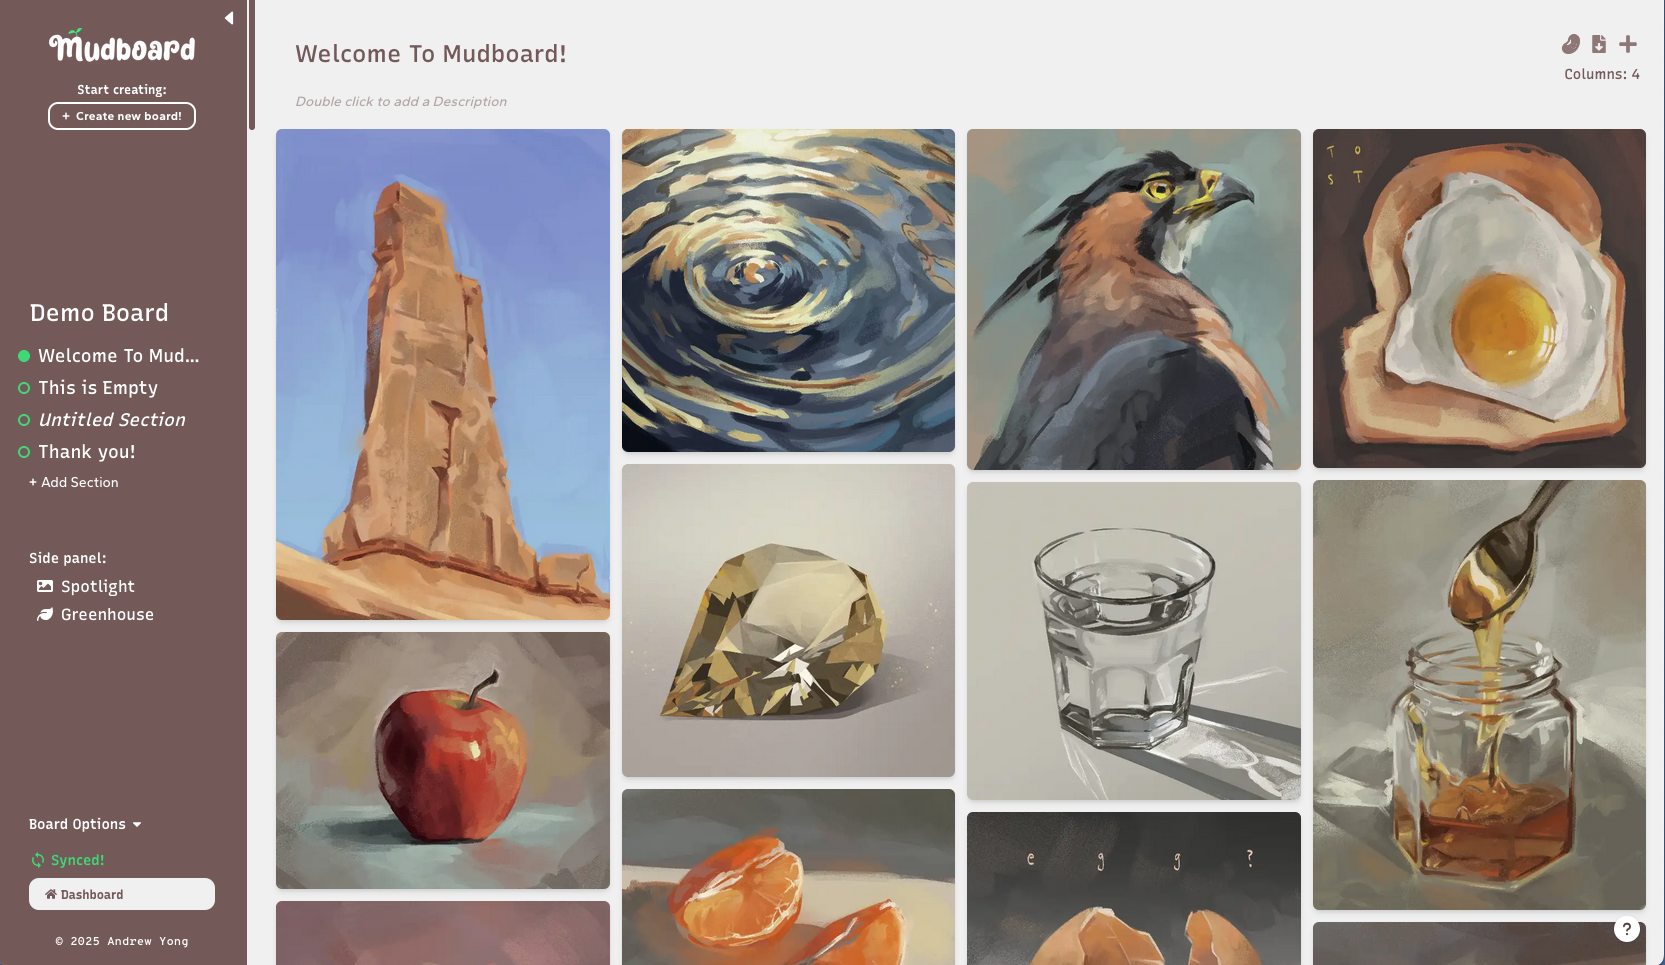 Mudboard
Start creating:
+ Create new board!
Demo Board
Welcome To Mud...
This is Empty
Untitled Section
Thank you!
+ Add Section
Side panel:
Spotlight
Greenhouse
Board Options
Synced!
Dashboard
© 2025 Andrew Yong
Welcome To Mudboard!
Double click to add a Description
Columns: 4
T O
S T
e g g ?
?